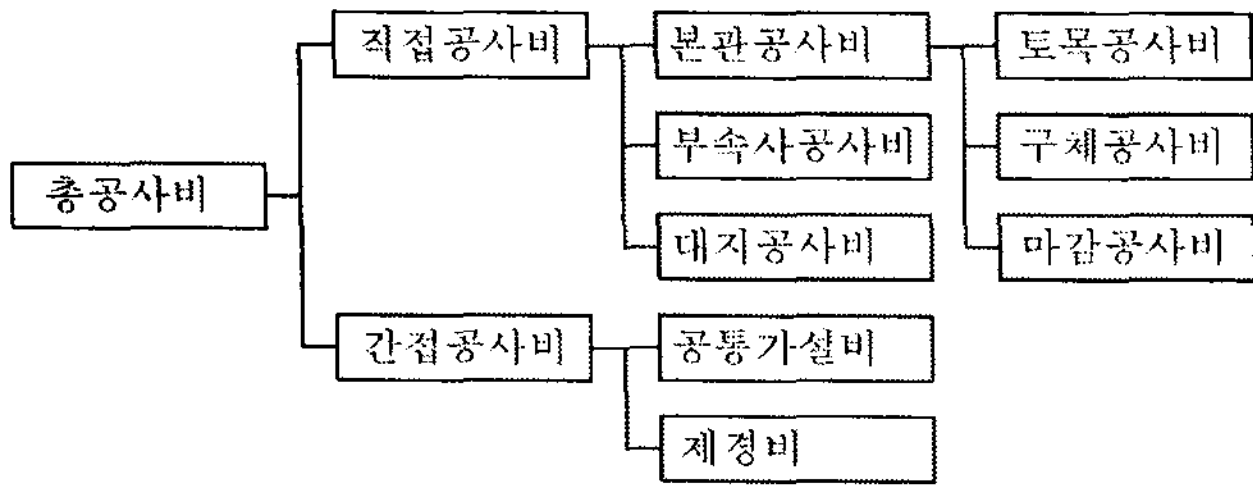 직접공사비
본관공사비
토목공사비
부속사공사비
구체공사비
총공사비
대지공사비
마감공사비
간접공사비
공통가설비
제경비